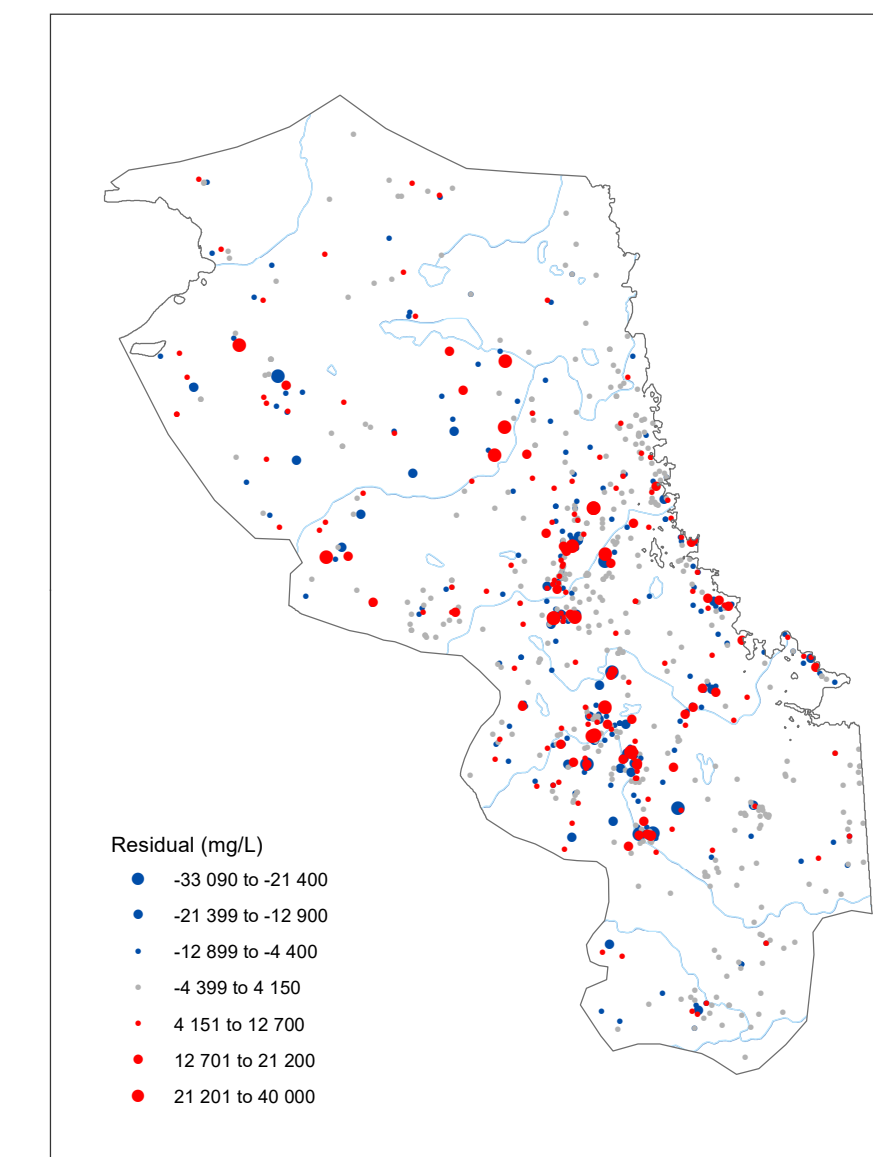 Residual (mg/L)
-33 090 to -21 400
-21 399 to -12 900
-12 899 to -4 400
-4 399 to 4 150
4 151 to 12 700
12 701 to 21 200
21 201 to 40 000